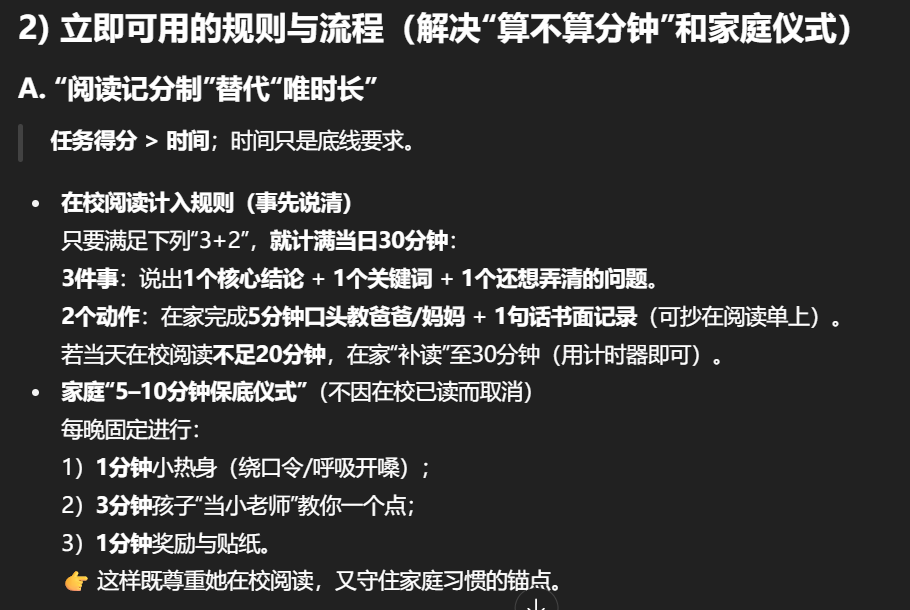 2) 立即可用的规则与流程（解决“算不算分钟”和家庭仪式）
A. “阅读记分制”替代“唯时长”
任务得分 > 时间；时间只是底线要求。
• 在校阅读计入规则（事先说清）
只要满足下列“3+2”，就计满当日30分钟：
3件事：说出1个核心结论 + 1个关键词 + 1个还想弄清的问题。
2个动作：在家完成5分钟口头教爸爸/妈妈 + 1句话书面记录（可抄在阅读单上）。
若当天在校阅读不足20分钟，在家“补读”至30分钟（用计时器即可）。
• 家庭“5–10分钟保底仪式”（不因在校已读而取消）
每晚固定进行：
1）1分钟小热身（绕口令/呼吸开嗓）；
2）3分钟孩子“当小老师”教你一个点；
3）1分钟奖励与贴纸。
👉 这样既尊重她在校阅读，又守住家庭习惯的锚点。